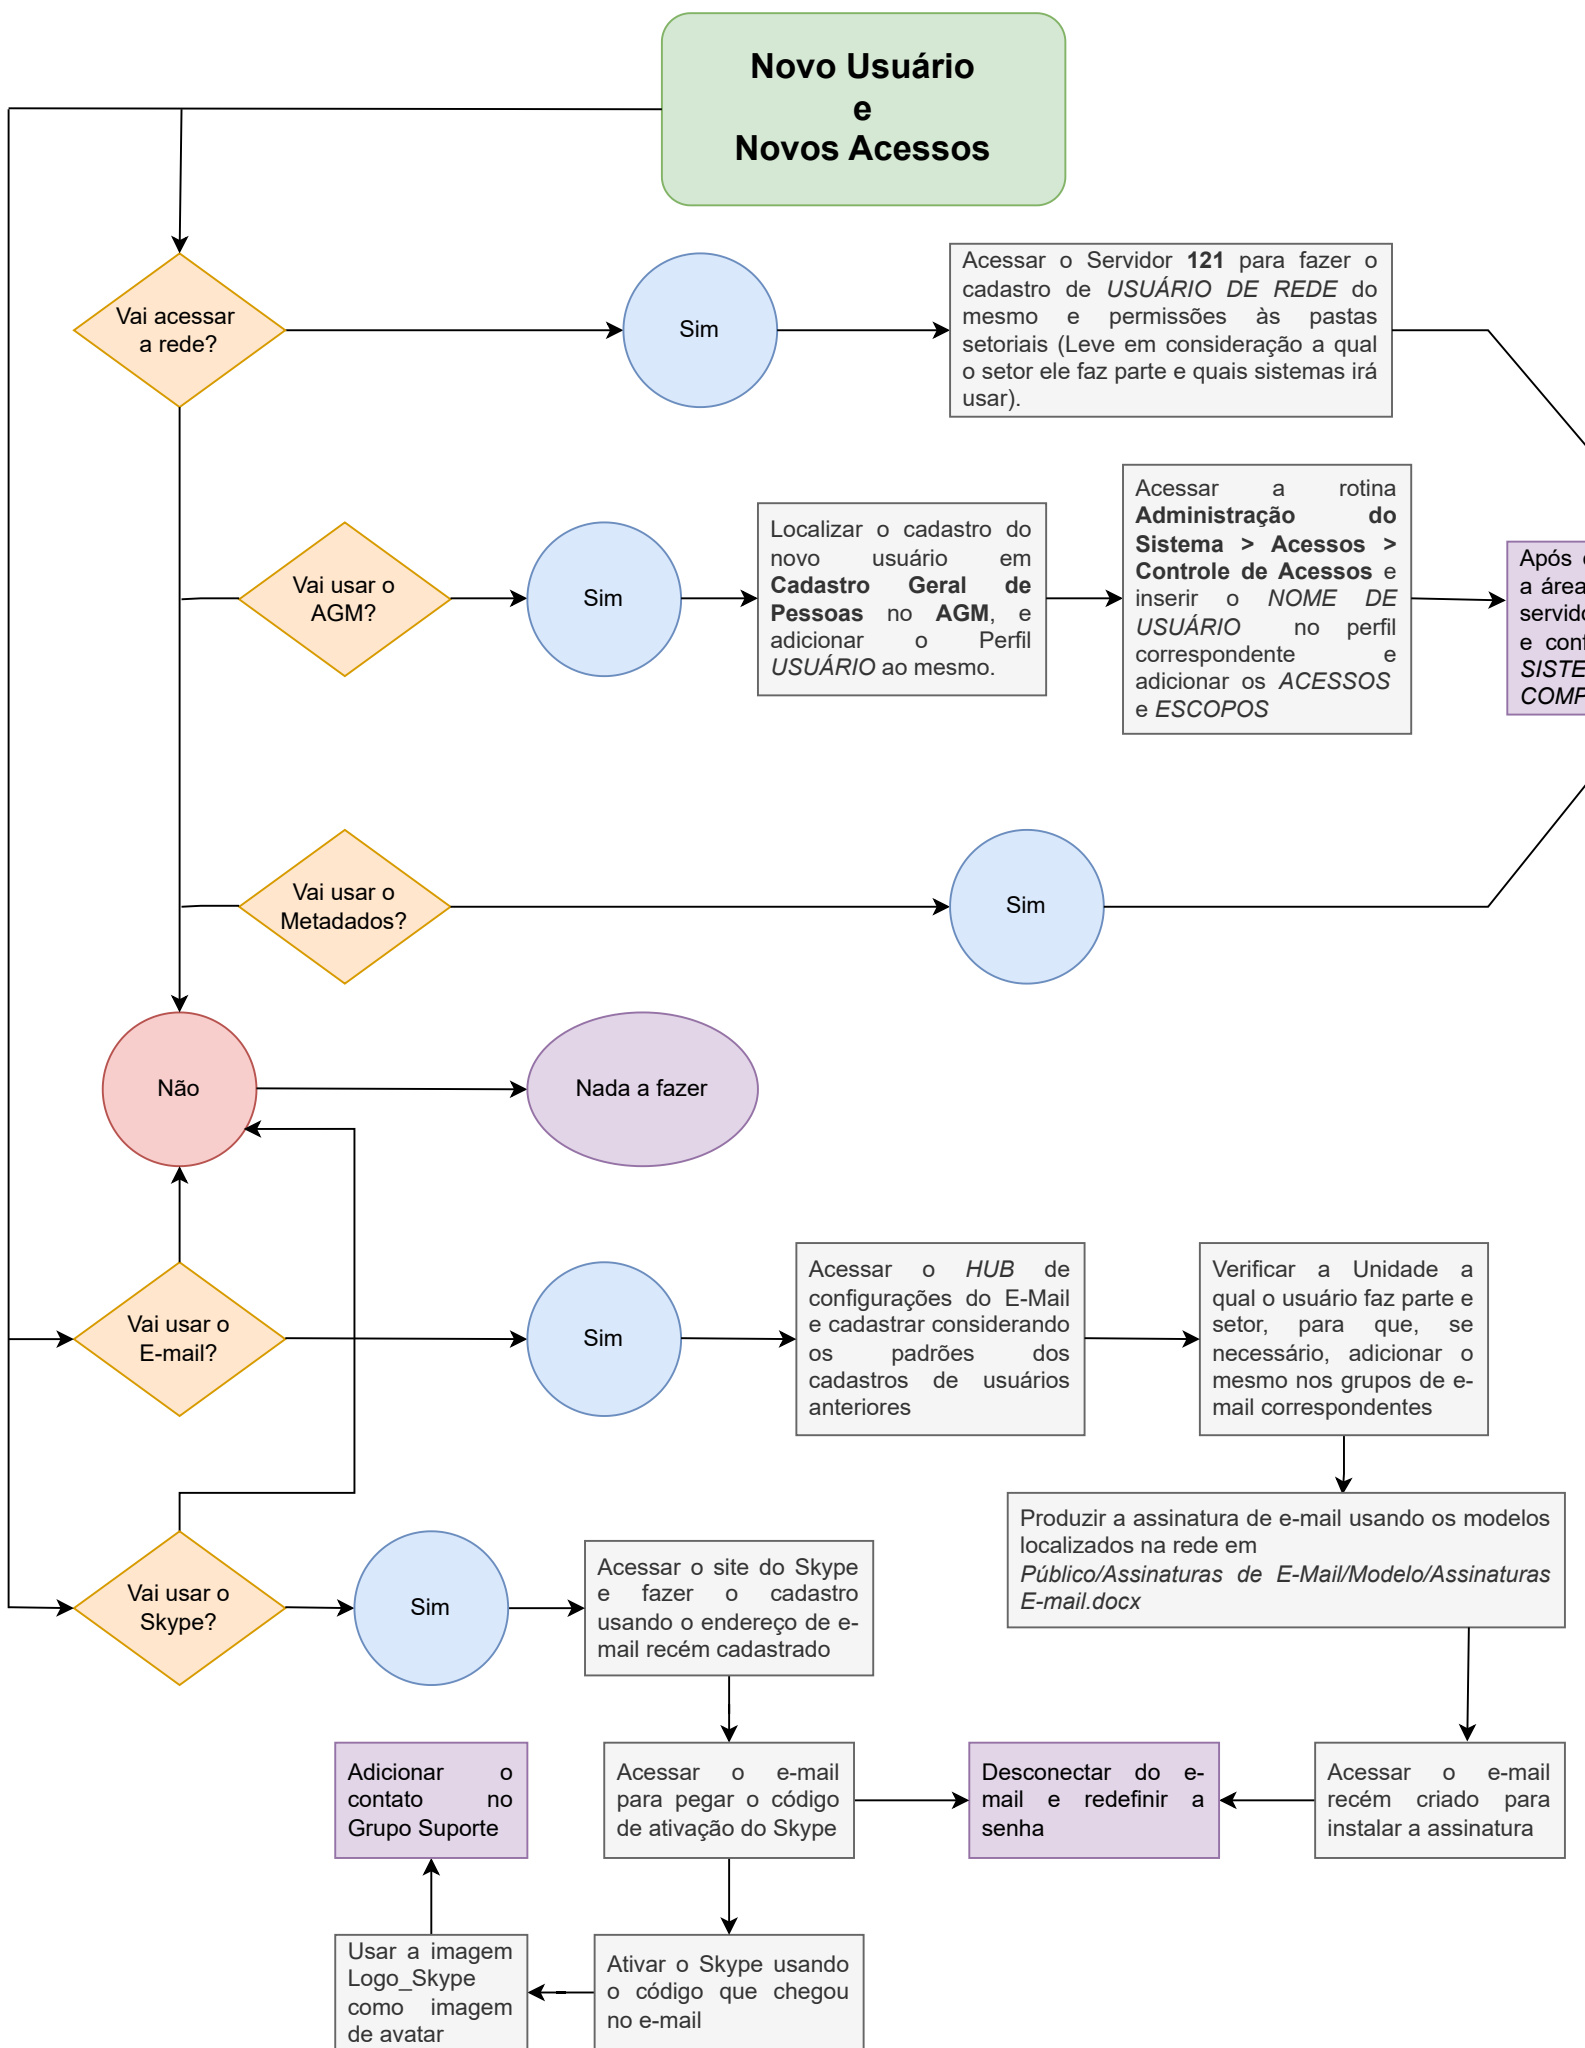 Novo Usuário
e
Novos Acessos
Vai acessar
a rede?
Sim
Acessar o Servidor 121 para fazer o
cadastro de USUÁRIO DE REDE do
mesmo e permissões às pastas
setoriais (Leve em consideração a qual
o setor ele faz parte e quais sistemas irá
usar).
Vai usar o
AGM?
Sim
Localizar o cadastro do
novo usuário em
Cadastro Geral de
Pessoas no AGM, e
adicionar o Perfil
USUÁRIO ao mesmo.
Acessar a rotina
Administração do
Sistema > Acessos >
Controle de Acessos e
inserir o NOME DE
USUÁRIO no perfil
correspondente e
adicionar os ACESSOS
e ESCOPOS
Após
a área
e
Vai usar o
Metadados?
Sim
Não
Nada a fazer
Vai usar o
E-mail?
Sim
Acessar o HUB de
configurações do E-Mail
e cadastrar considerando
os padrões dos
cadastros de usuários
anteriores
Verificar a Unidade a
qual o usuário faz parte e
setor, para que, se
necessário, adicionar o
mesmo nos grupos de e-
mail correspondentes
Produzir a assinatura de e-mail usando os modelos
localizados na rede em
Público/Assinaturas de E-Mail/Modelo/Assinaturas
E-mail.docx
Vai usar o
Skype?
Sim
Acessar o site do Skype
e fazer o cadastro
usando o endereço de e-
mail recém cadastrado
Adicionar o
contato no
Grupo Suporte
Acessar o e-mail
para pegar o código
de ativação do Skype
Desconectar do e-
mail e redefinir a
senha
Acessar o e-mail
recém criado para
instalar a assinatura
Usar a imagem
Logo_Skype
como imagem
de avatar
Ativar o Skype usando
o código que chegou
no e-mail